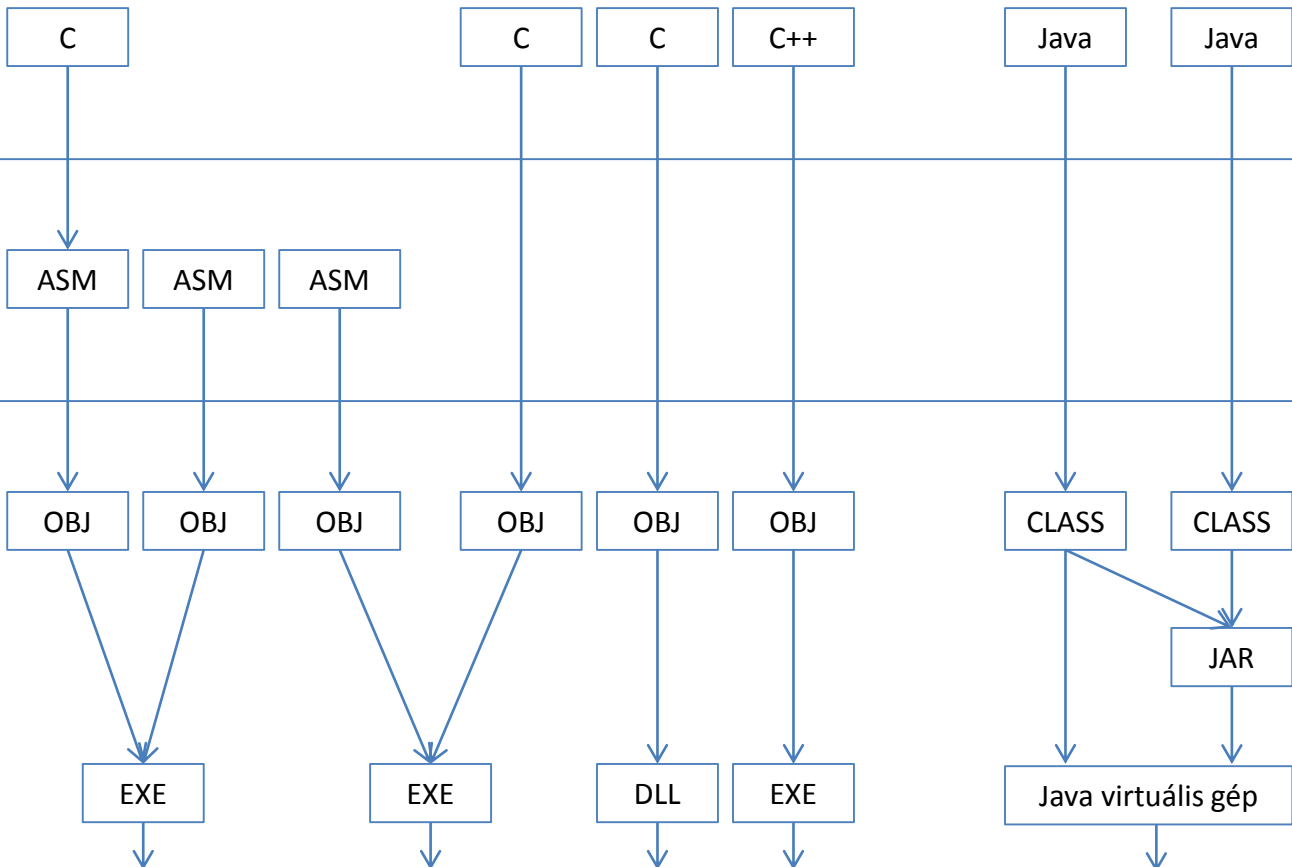 C
C
C
C++
Java
Java
ASM
ASM
ASM
OBJ
OBJ
OBJ
OBJ
OBJ
OBJ
CLASS
CLASS
JAR
EXE
EXE
DLL
EXE
Java virtuális gép